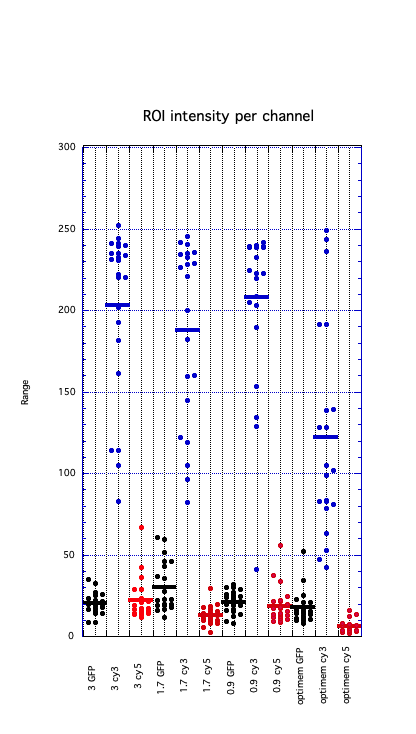 ROI intensity per channel
300
250
200
150
100
50
0
Range
3 GFP
3 cy3
3 cy5
1.7 GFP
1.7 cy3
1.7 cy5
0.9 GFP
0.9 cy3
0.9 cy5
optimem GFP
optimem cy3
optimem cy5